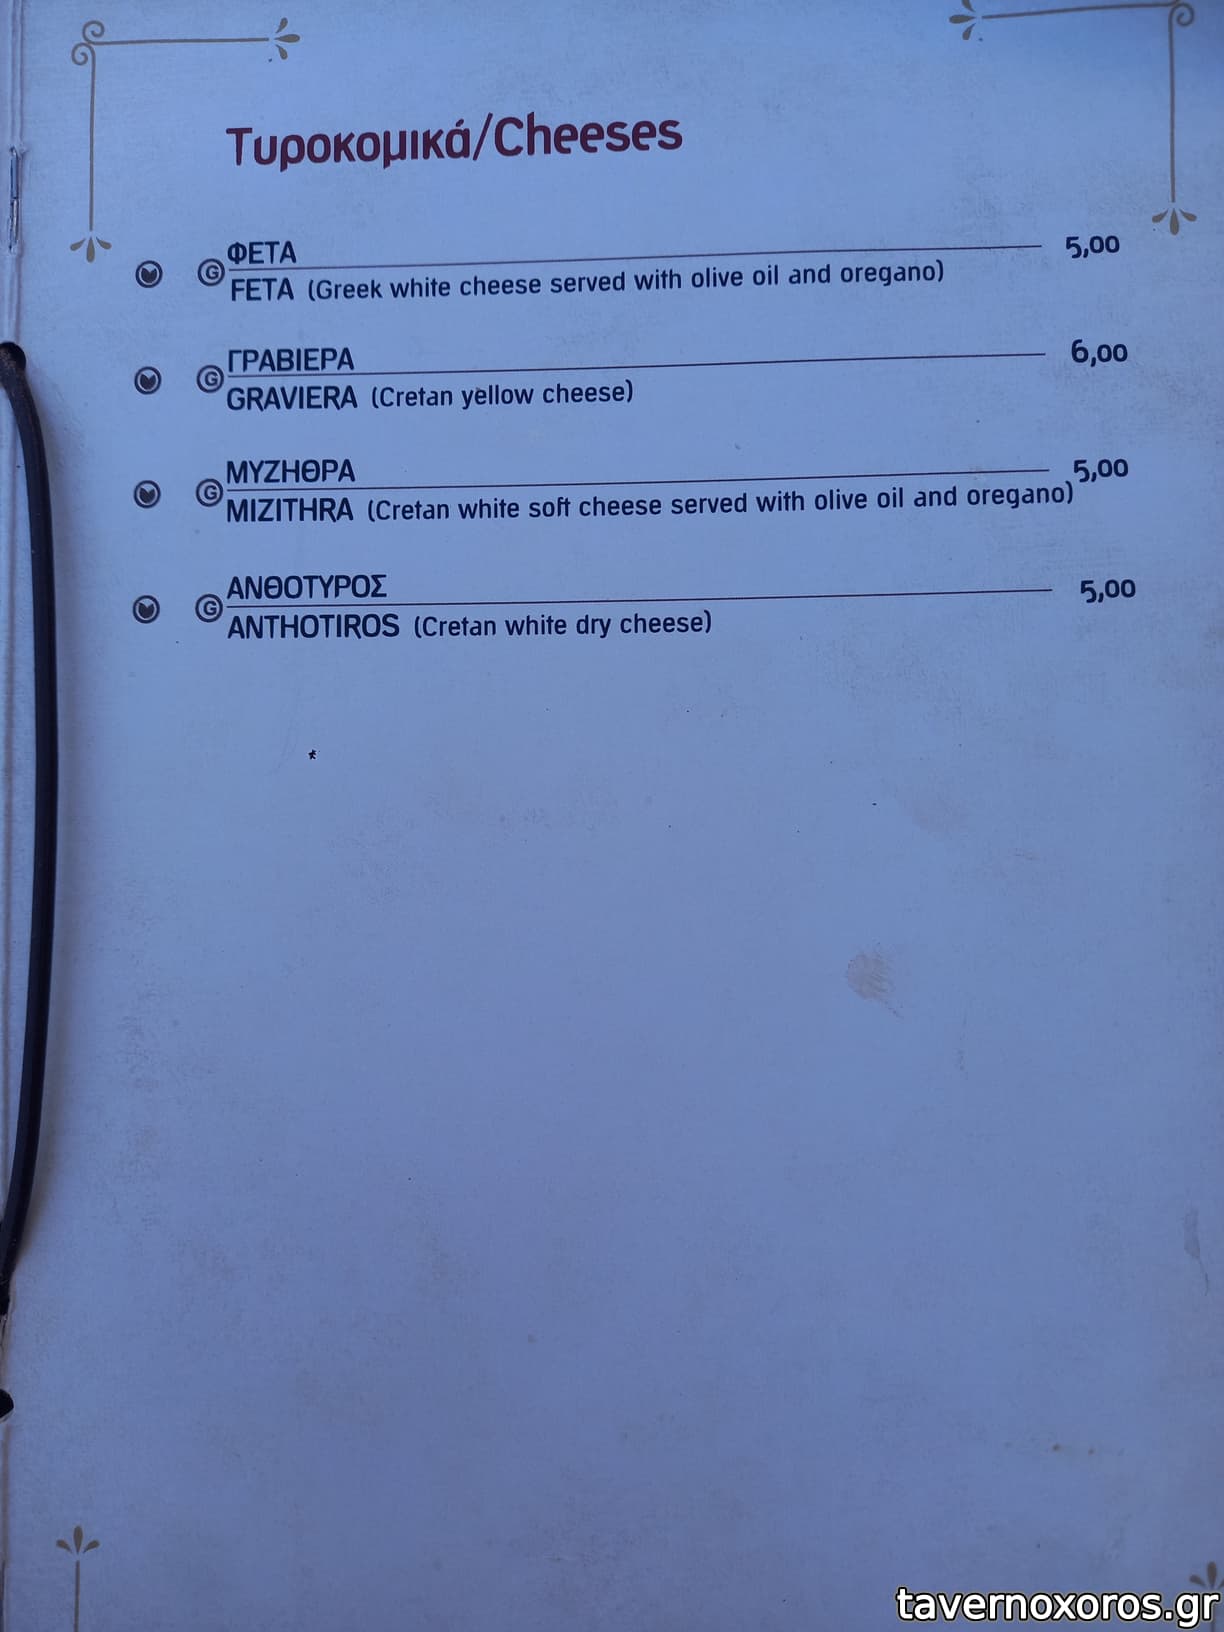 Τυροκομικά/Cheeses
G ΦΕΤΑ 5,00
FETA (Greek white cheese served with olive oil and oregano)
G ΓΡΑΒΙΕΡΑ 6,00
GRAVIERA (Cretan yellow cheese)
G ΜΥΖΗΘΡΑ 5,00
MIZITHRA (Cretan white soft cheese served with olive oil and oregano)
G ΑΝΘΟΤΥΡΟΣ 5,00
ANTHOTIROS (Cretan white dry cheese)
tavernoxoros.gr